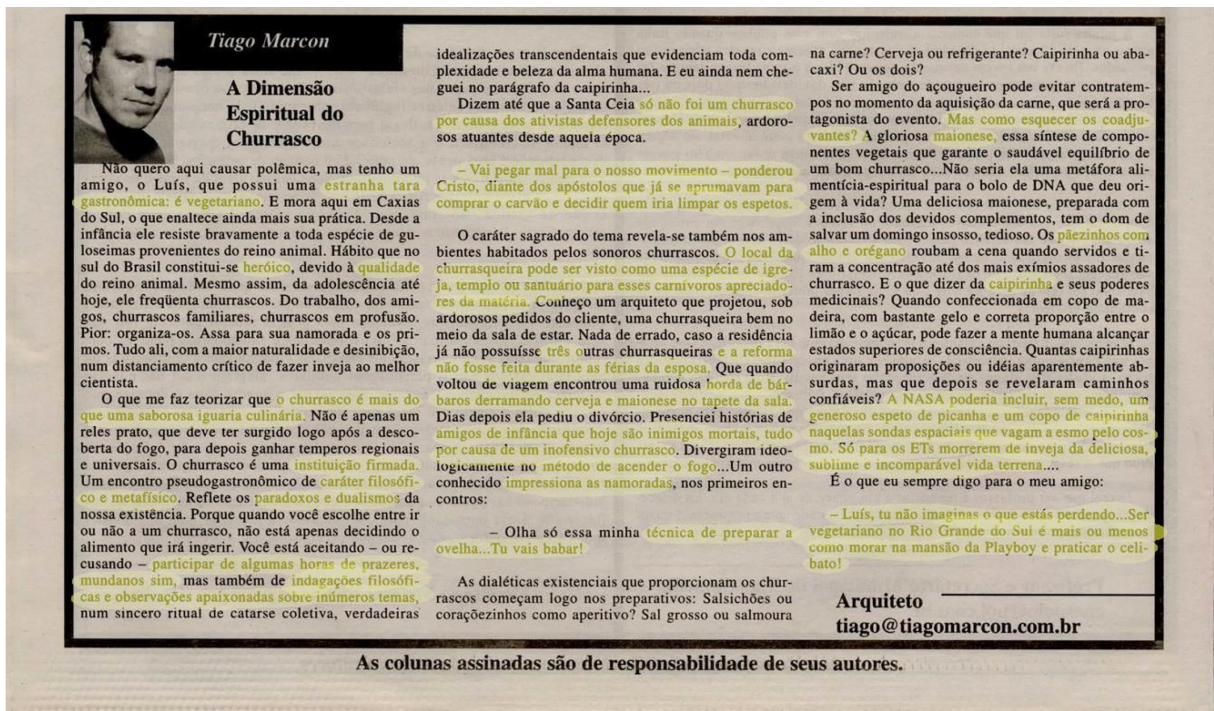 Tiago Marcon
A Dimensão
Espiritual do
Churrasco
Não quero aqui causar polêmica, mas tenho um
amigo, o Luís, que possui uma estranha tara
gastronômica: é vegetariano. E mora aqui em Caxias
do Sul, o que enaltece ainda mais sua prática. Desde a
infância ele resiste bravamente a toda espécie de gu-
loseimas provenientes do reino animal. Hábito que no
sul do Brasil constitui-se heróico, devido à qualidade
do reino animal. Mesmo assim, da adolescência até
hoje, ele freqüenta churrascos. Do trabalho, dos ami-
gos, churrascos familiares, churrascos em profusão.
Pior: organiza-os. Assa para sua namorada e os pri-
mos. Tudo ali, com a maior naturalidade e desinibição,
num distanciamento crítico de fazer inveja ao melhor
cientista.
O que me faz teorizar que o churrasco é mais do
que uma saborosa iguaria culinária. Não é apenas um
reles prato, que deve ter surgido logo após a desco-
berta do fogo, para depois ganhar temperos regionais
e universais. O churrasco é uma instituição firmada.
Um encontro pseudogastronômico de caráter filosófi-
co e metafísico. Reflete os paradoxos e dualismos da
nossa existência. Porque quando você escolhe entre ir
ou não a um churrasco, não está apenas decidindo o
alimento que irá ingerir. Você está aceitando – ou re-
cusando – participar de algumas horas de prazeres,
mundanos sim, mas também de indagações filosófi-
cas e observações apaixonadas sobre inúmeros temas,
num sincero ritual de catarse coletiva, verdadeiras
idealizações transcendentais que evidenciam toda com-
plexidade e beleza da alma humana. E eu ainda nem che-
guei no parágrafo da caipirinha...
Dizem até que a Santa Ceia só não foi um churrasco
por causa dos ativistas defensores dos animais, ardoro-
sos atuantes desde aquela época.
– Vai pegar mal para o nosso movimento – ponderou
Cristo, diante dos apóstolos que já se aprumavam para
comprar o carvão e decidir quem iria limpar os espetos.
O caráter sagrado do tema revela-se também nos am-
bientes habitados pelos sonoros churrascos. O local da
churrasqueira pode ser visto como uma espécie de igre-
ja, templo ou santuário para esses carnívoros apreciado-
res da matéria. Conheço um arquiteto que projetou, sob
ardorosos pedidos do cliente, uma churrasqueira bem no
meio da sala de estar. Nada de errado, caso a residência
já não possuísse três outras churrasqueiras e a reforma
não fosse feita durante as férias da esposa. Que quando
voltou de viagem encontrou uma ruidosa horda de bár-
baros derramando cerveja e maionese no tapete da sala.
Dias depois ela pediu o divórcio. Presenciei histórias de
amigos de infância que hoje são inimigos mortais, tudo
por causa de um inofensivo churrasco. Divergiram ideo-
logicamente no método de acender o fogo...Um outro
conhecido impressiona as namoradas, nos primeiros en-
contros:
– Olha só essa minha técnica de preparar a
ovelha...Tu vais babar!
As dialéticas existenciais que proporcionam os chur-
rascos começam logo nos preparativos: Salsichões ou
coraçõezinhos como aperitivo? Sal grosso ou salmoura
na carne? Cerveja ou refrigerante? Caipirinha ou aba-
caxi? Ou os dois?
Ser amigo do açougueiro pode evitar contratem-
pos no momento da aquisição da carne, que será a pro-
tagonista do evento. Mas como esquecer os coadju-
vantes? A gloriosa maionese, essa síntese de compo-
nentes vegetais que garante o saudável equilíbrio de
um bom churrasco...Não seria ela uma metáfora ali-
mentícia-espiritual para o bolo de DNA que deu ori-
gem à vida? Uma deliciosa maionese, preparada com
a inclusão dos devidos complementos, tem o dom de
salvar um domingo insosso, tedioso. Os pãezinhos com
alho e orégano roubam a cena quando servidos e ti-
ram a concentração até dos mais exímios assadores de
churrasco. E o que dizer da caipirinha e seus poderes
medicinais? Quando confeccionada em copo de ma-
deira, com bastante gelo e correta proporção entre o
limão e o açúcar, pode fazer a mente humana alcançar
estados superiores de consciência. Quantas caipirinhas
originaram proposições ou idéias aparentemente ab-
surdas, mas que depois se revelaram caminhos
confiáveis? A NASA poderia incluir, sem medo, um
generoso espeto de picanha e um copo de caipirinha
naquelas sondas espaciais que vagam a esmo pelo cos-
mo. Só para os ETs morrerem de inveja da deliciosa,
sublime e incomparável vida terrena....
É o que eu sempre digo para o meu amigo:
– Luís, tu não imaginas o que estás perdendo...Ser
vegetariano no Rio Grande do Sul é mais ou menos
como morar na mansão da Playboy e praticar o celi-
bato!
Arquiteto
tiago@tiagomarcon.com.br
As colunas assinadas são de responsabilidade de seus autores.